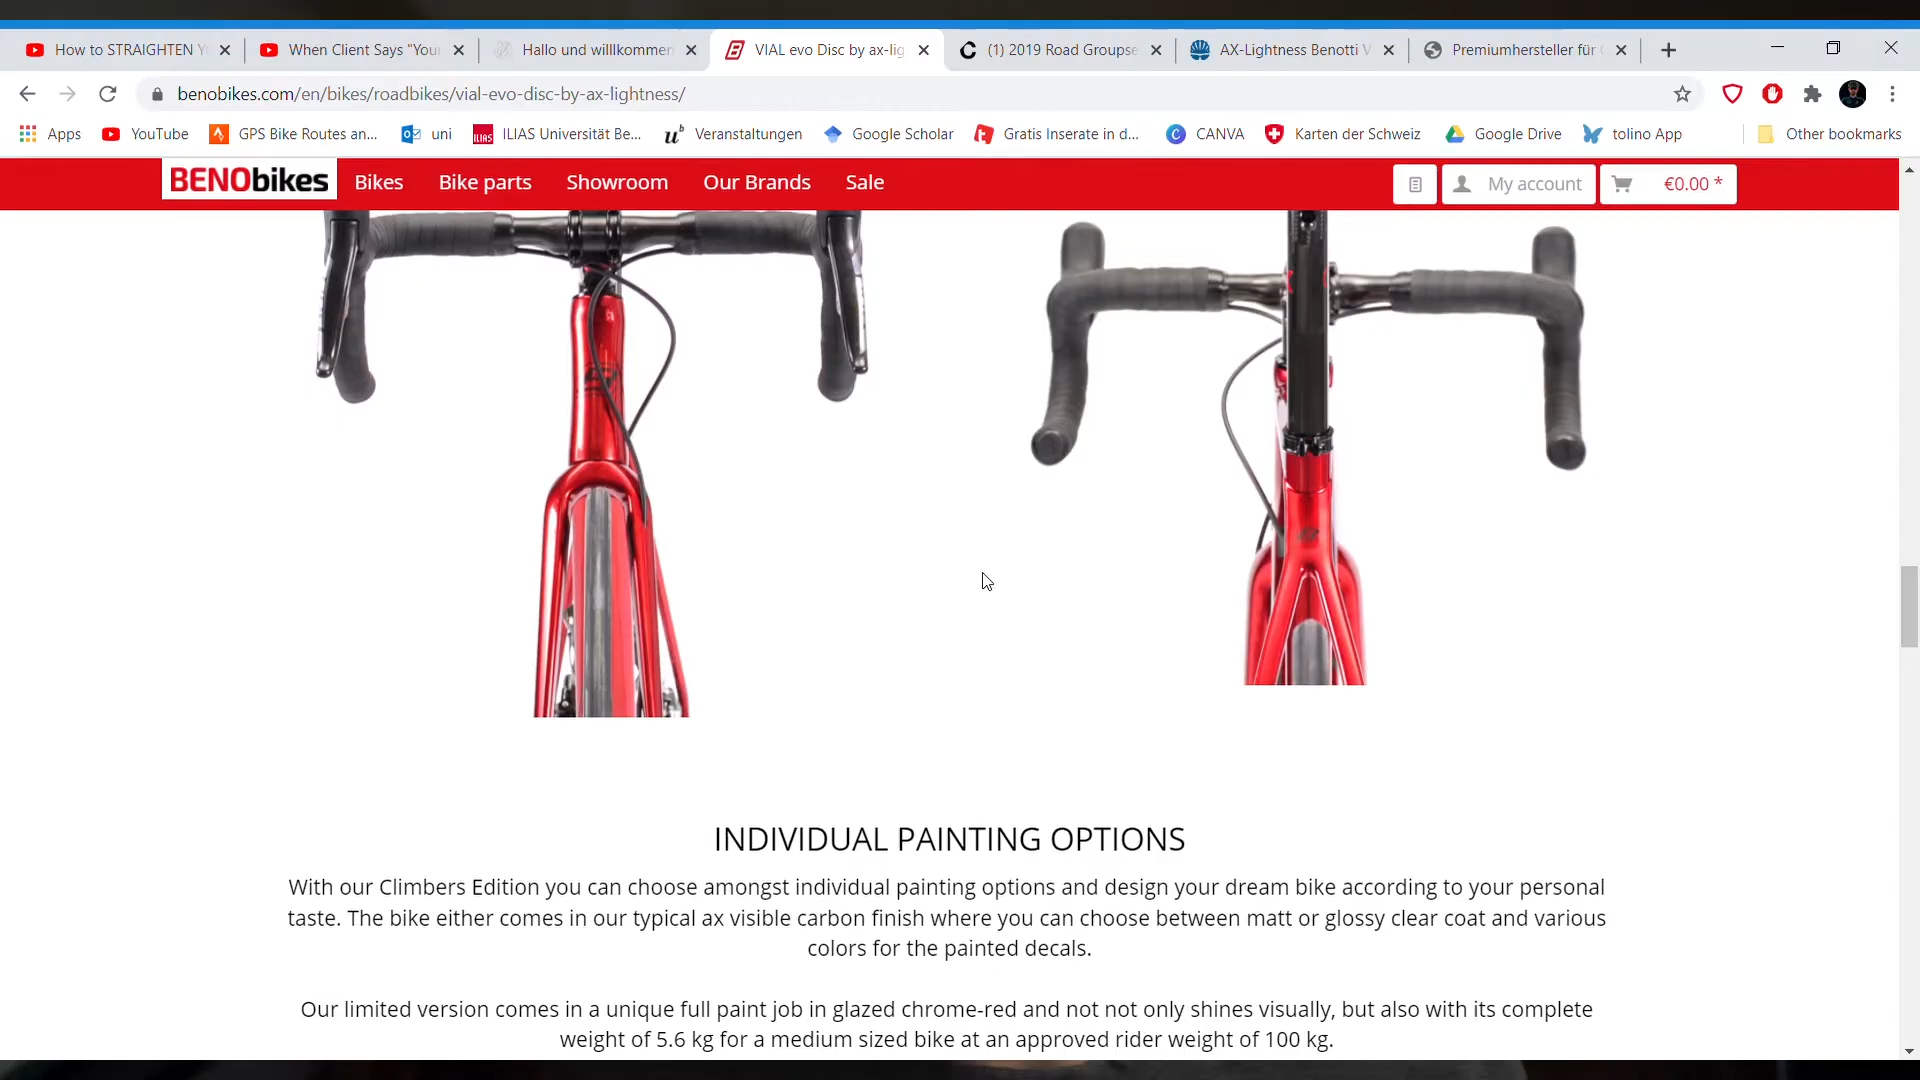 How to STRAIGHTEN Y
When Client Says "Your
Hallo und willlkommen
VIAL evo Disc by ax-lig
(1) 2019 Road Groupse
AX-Lightness Benotti V
Premiumhersteller für
benobikes.com/en/bikes/roadbikes/vial-evo-disc-by-ax-lightness/
Apps
YouTube
GPS Bike Routes an...
uni
ILIAS Universität Be...
Veranstaltungen
Google Scholar
Gratis Inserate in d...
CANVA
Karten der Schweiz
Google Drive
tolino App
Other bookmarks
BENObikes
Bikes
Bike parts
Showroom
Our Brands
Sale
My account
€0.00 *
INDIVIDUAL PAINTING OPTIONS
With our Climbers Edition you can choose amongst individual painting options and design your dream bike according to your personal
taste. The bike either comes in our typical ax visible carbon finish where you can choose between matt or glossy clear coat and various
colors for the painted decals.
Our limited version comes in a unique full paint job in glazed chrome-red and not not only shines visually, but also with its complete
weight of 5.6 kg for a medium sized bike at an approved rider weight of 100 kg.